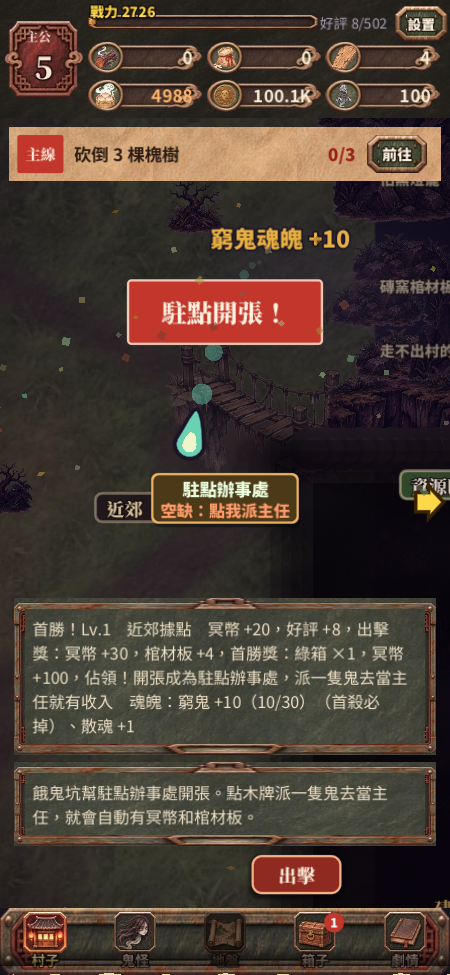 戰力.2726
主公
5
好評 8/502
設置
0
0
4
4988
100.1K
100
主線
砍倒 3 棵槐樹
0/3
前往
窮鬼魂魄 +10
駐點開張！
磚窯棺材板
走不出村的
駐點辦事處
近郊
空缺：點我派主任
資源
首勝！Lv.1 近郊據點 冥幣 +20，好評 +8，出擊
獎：冥幣 +30，棺材板 +4，首勝獎：綠箱 ×1，冥幣
+100，佔領！開張成為駐點辦事處，派一隻鬼去當主
任就有收入 魂魄：窮鬼 +10（10/30）（首殺必
掉）、散魂 +1
餓鬼坑幫駐點辦事處開張。點木牌派一隻鬼去當主
任，就會自動有冥幣和棺材板。
出擊
1
村子
鬼怪
地盤
箱子
劇情